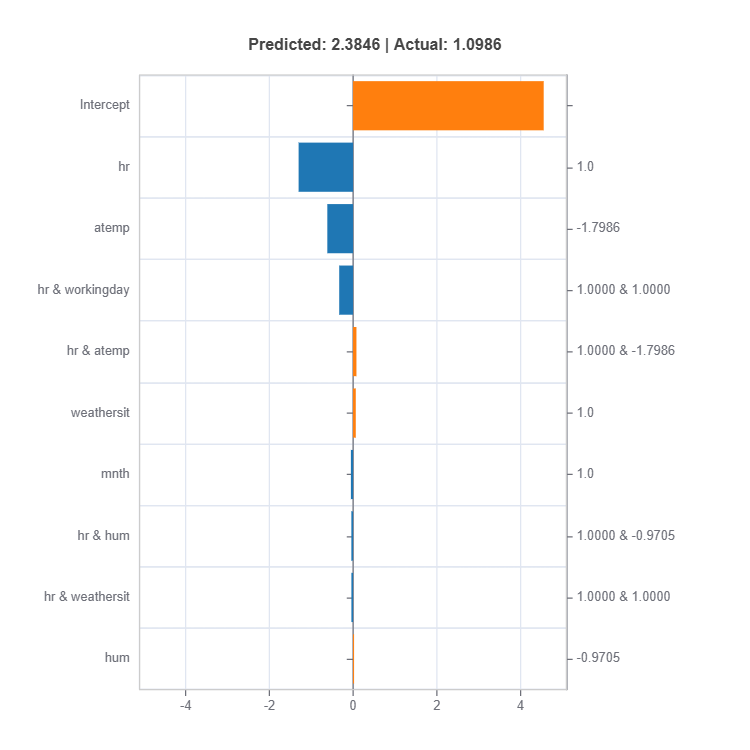 Predicted: 2.3846 | Actual: 1.0986
Intercept
hr 1.0
atemp -1.7986
hr & workingday 1.0000 & 1.0000
hr & atemp 1.0000 & -1.7986
weathersit 1.0
mnth 1.0
hr & hum 1.0000 & -0.9705
hr & weathersit 1.0000 & 1.0000
hum -0.9705
-4 -2 0 2 4